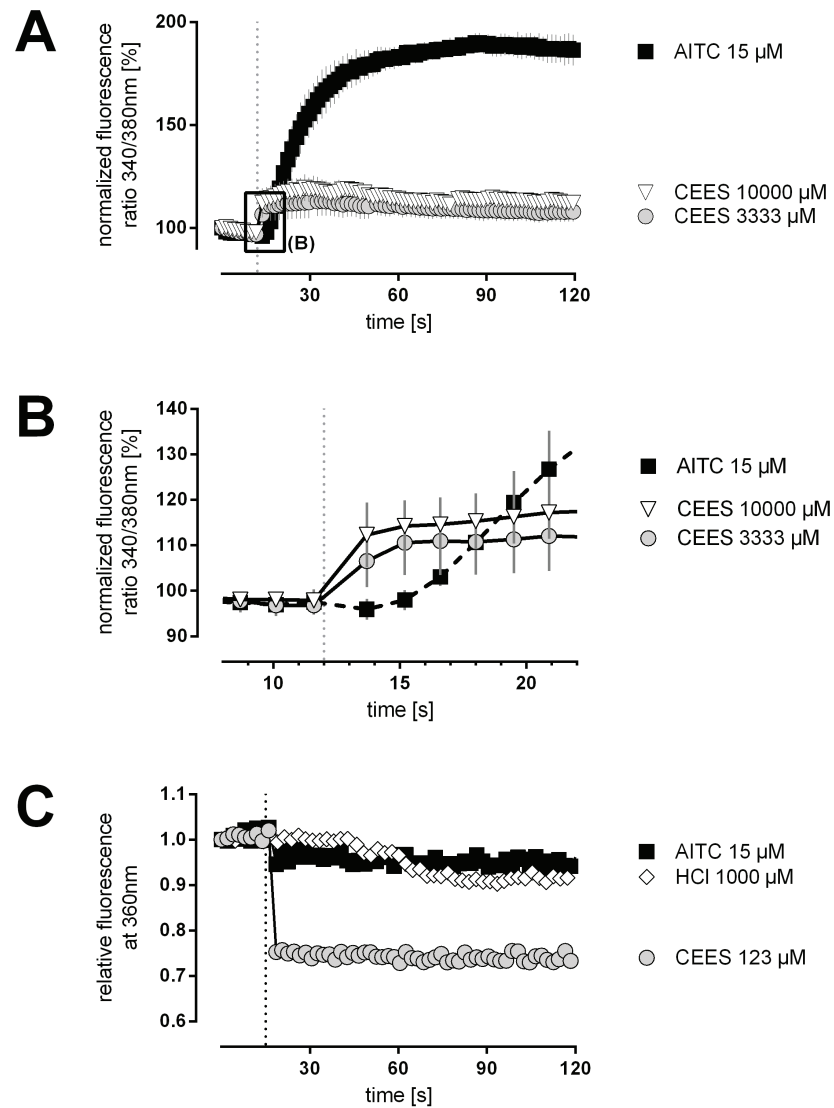 A
normalized fluorescence
ratio 340/380nm [%]
200
150
100
(B)
30
60
90
120
time [s]
AITC 15 µM
CEES 10000 µM
CEES 3333 µM
B
normalized fluorescence
ratio 340/380nm [%]
140
130
120
110
100
90
10
15
20
time [s]
AITC 15 µM
CEES 10000 µM
CEES 3333 µM
C
relative fluorescence
at 360nm
1.1
1.0
0.9
0.8
0.7
0.6
30
60
90
120
time [s]
AITC 15 µM
HCl 1000 µM
CEES 123 µM